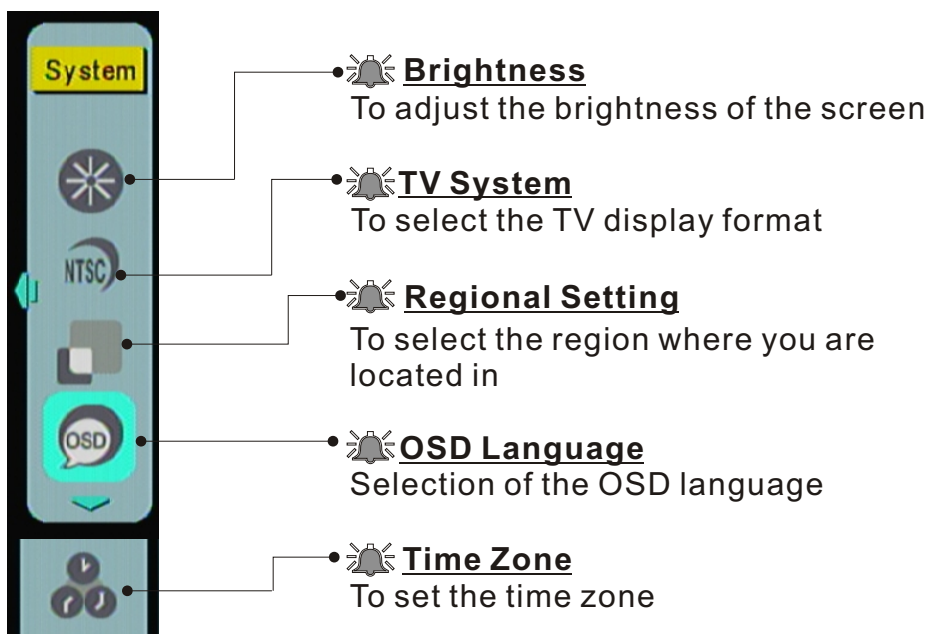 System
Brightness
To adjust the brightness of the screen
TV System
To select the TV display format
NTSC
Regional Setting
To select the region where you are
located in
OSD
OSD Language
Selection of the OSD language
Time Zone
To set the time zone